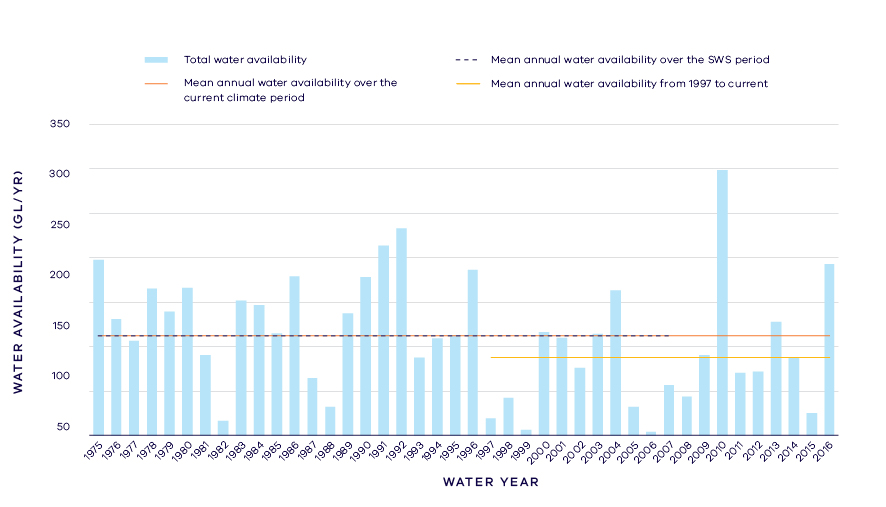 Total water availability
Mean annual water availability over the SWS period
Mean annual water availability over the
current climate period
Mean annual water availability from 1997 to current
350
300
250
200
150
100
50
WATER AVAILABILITY (GL/YR)
1975 1976 1977 1978 1979 1980 1981 1982 1983 1984 1985 1986 1987 1988 1989 1990 1991 1992 1993 1994 1995 1996 1997 1998 1999 2000 2001 2002 2003 2004 2005 2006 2007 2008 2009 2010 2011 2012 2013 2014 2015 2016
WATER YEAR